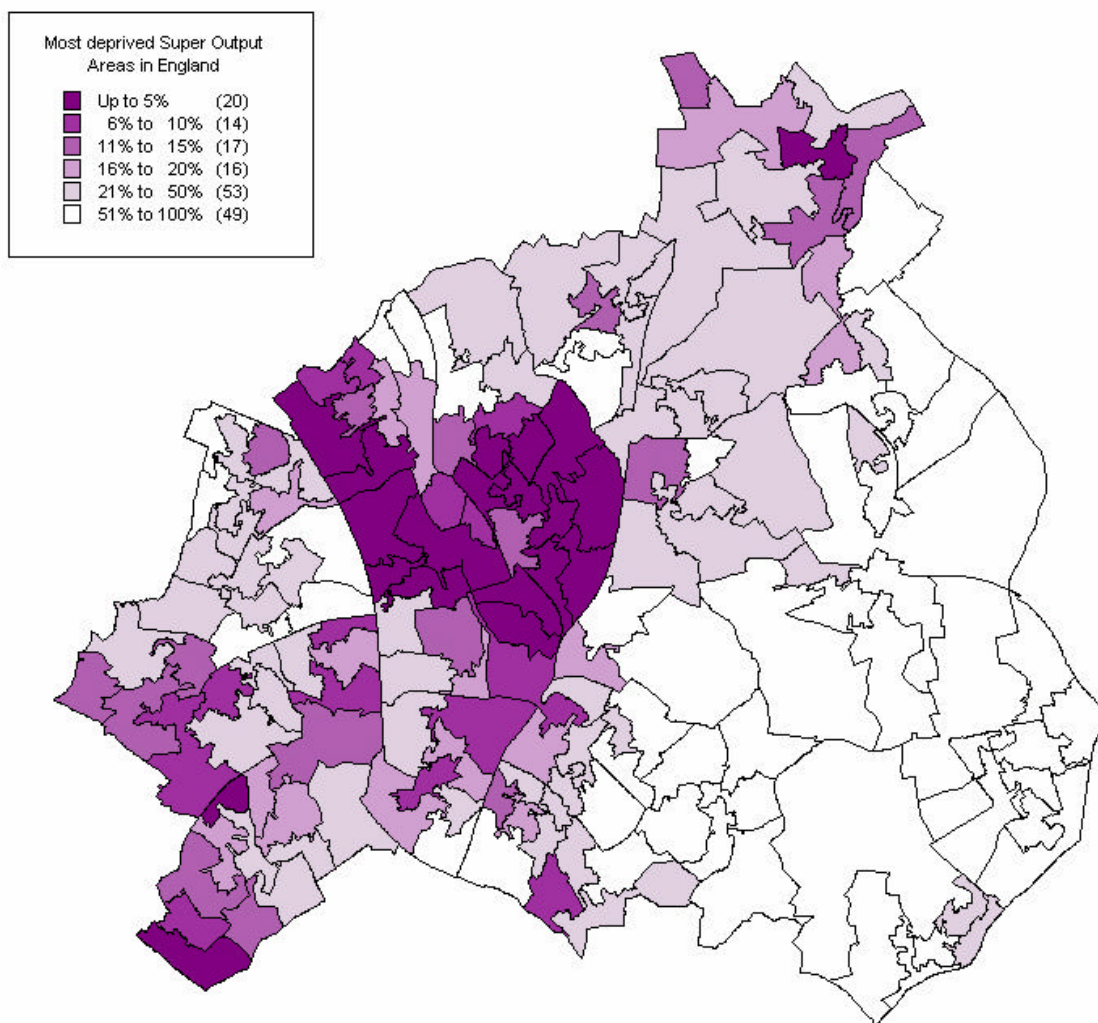 Most deprived Super Output
Areas in England
Up to 5% (20)
6% to 10% (14)
11% to 15% (17)
16% to 20% (16)
21% to 50% (53)
51% to 100% (49)